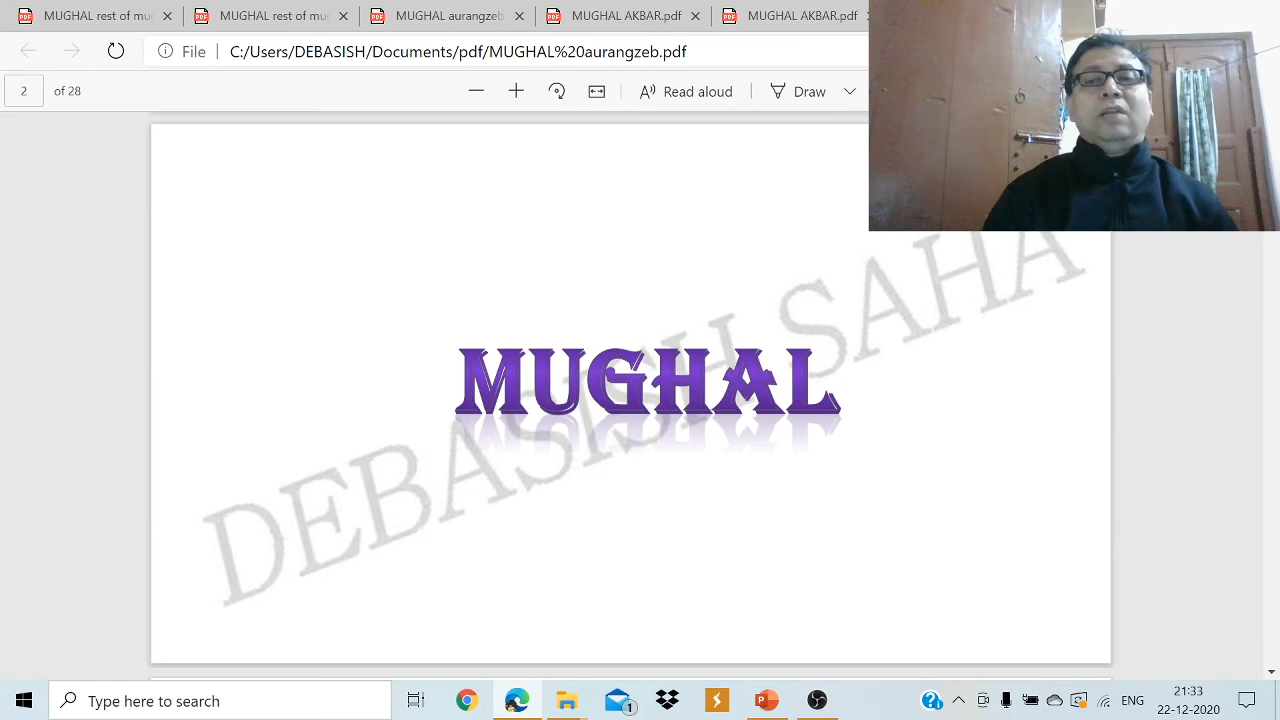 MUGHAL rest of mu
MUGHAL rest of mu
MUGHAL aurangzeb
MUGHAL AKBAR.pdf
MUGHAL AKBAR.pdf
File
C:/Users/DEBASISH/Documents/pdf/MUGHAL%20aurangzeb.pdf
2 of 28
Read aloud
Draw
MUGHAL
DEBASISH SAHA
Type here to search
1
ENG
21:33
22-12-2020